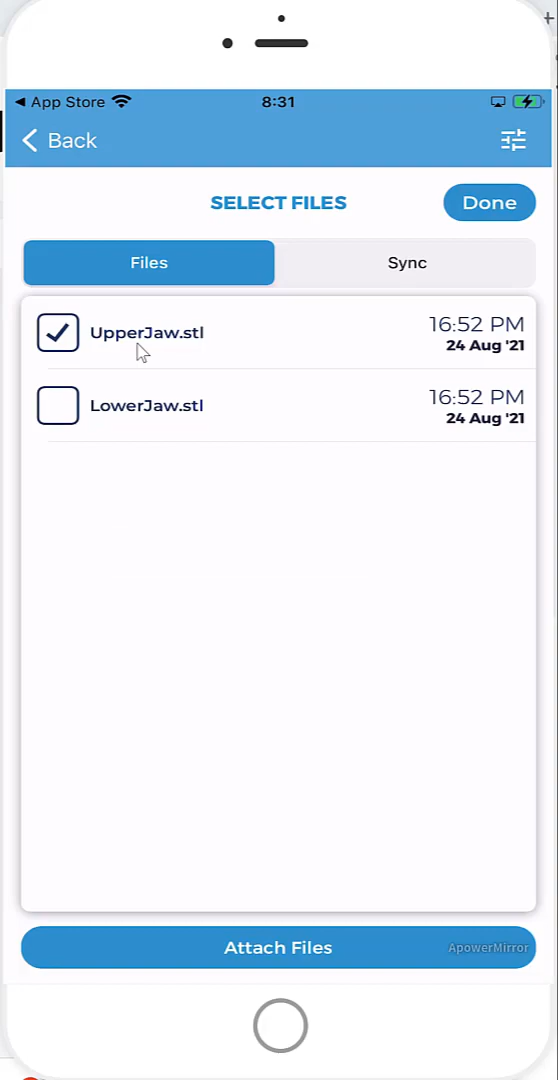 App Store 8:31
Back
SELECT FILES Done
Files Sync
UpperJaw.stl 16:52 PM
24 Aug '21
LowerJaw.stl 16:52 PM
24 Aug '21
Attach Files ApowerMirror